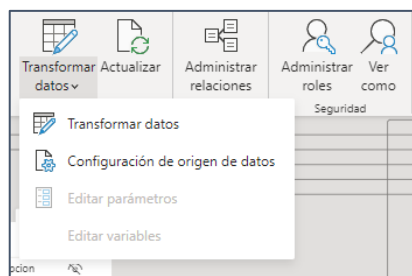 Transformar datos
Actualizar
Administrar relaciones
Administrar roles
Ver como
Seguridad
Transformar datos
Configuración de origen de datos
Editar parámetros
Editar variables
pcion